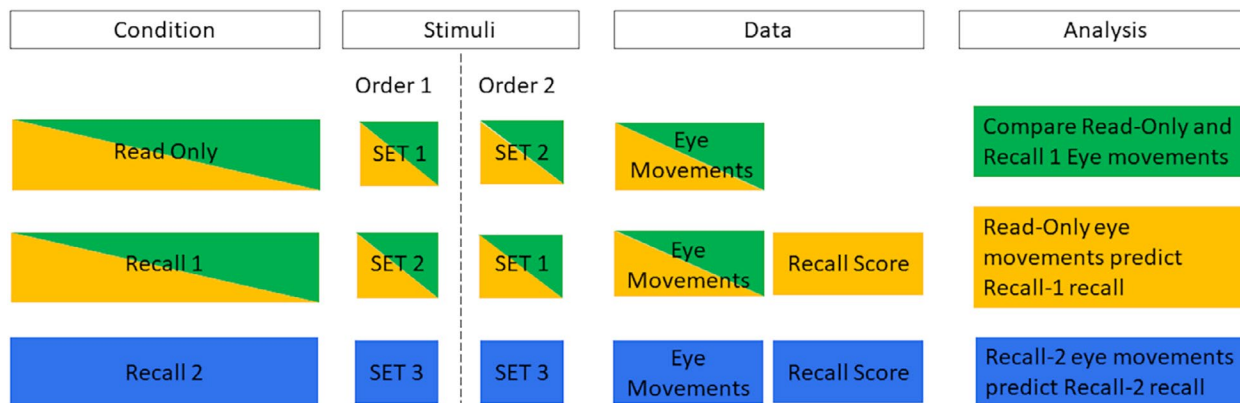 Condition
Stimuli
Data
Analysis
Order 1
Order 2
Read Only
SET 1
SET 2
Eye
Movements
Compare Read-Only and
Recall 1 Eye movements
Recall 1
SET 2
SET 1
Eye
Movements
Recall Score
Read-Only eye
movements predict
Recall-1 recall
Recall 2
SET 3
SET 3
Eye
Movements
Recall Score
Recall-2 eye movements
predict Recall-2 recall